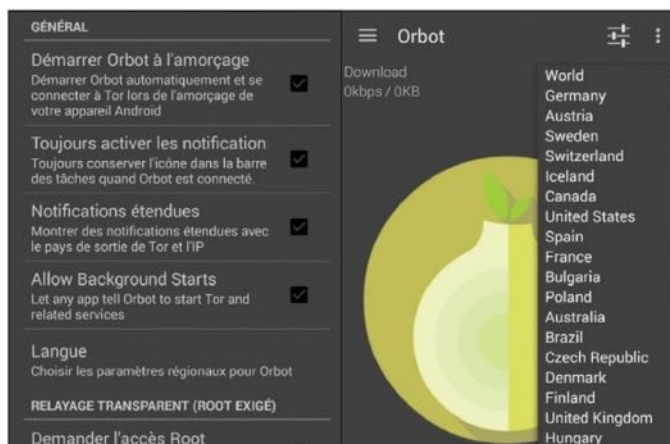 GÉNÉRAL
Démarrer Orbot à l'amorçage
Démarrer Orbot automatiquement et se
connecter à Tor lors de l'amorçage de
votre appareil Android
Toujours activer les notification
Toujours conserver l'icône dans la barre
des tâches quand Orbot est connecté.
Notifications étendues
Montrer des notifications étendues avec
le pays de sortie de Tor et l'IP
Allow Background Starts
Let any app tell Orbot to start Tor and
related services
Langue
Choisir les paramètres régionaux pour Orbot
RELAYAGE TRANSPARENT (ROOT EXIGÉ)
Demander l'accès Root
Orbot
Download
0kbps / 0KB
World
Germany
Austria
Sweden
Switzerland
Iceland
Canada
United States
Spain
France
Bulgaria
Poland
Australia
Brazil
Czech Republic
Denmark
Finland
United Kingdom
Hungary